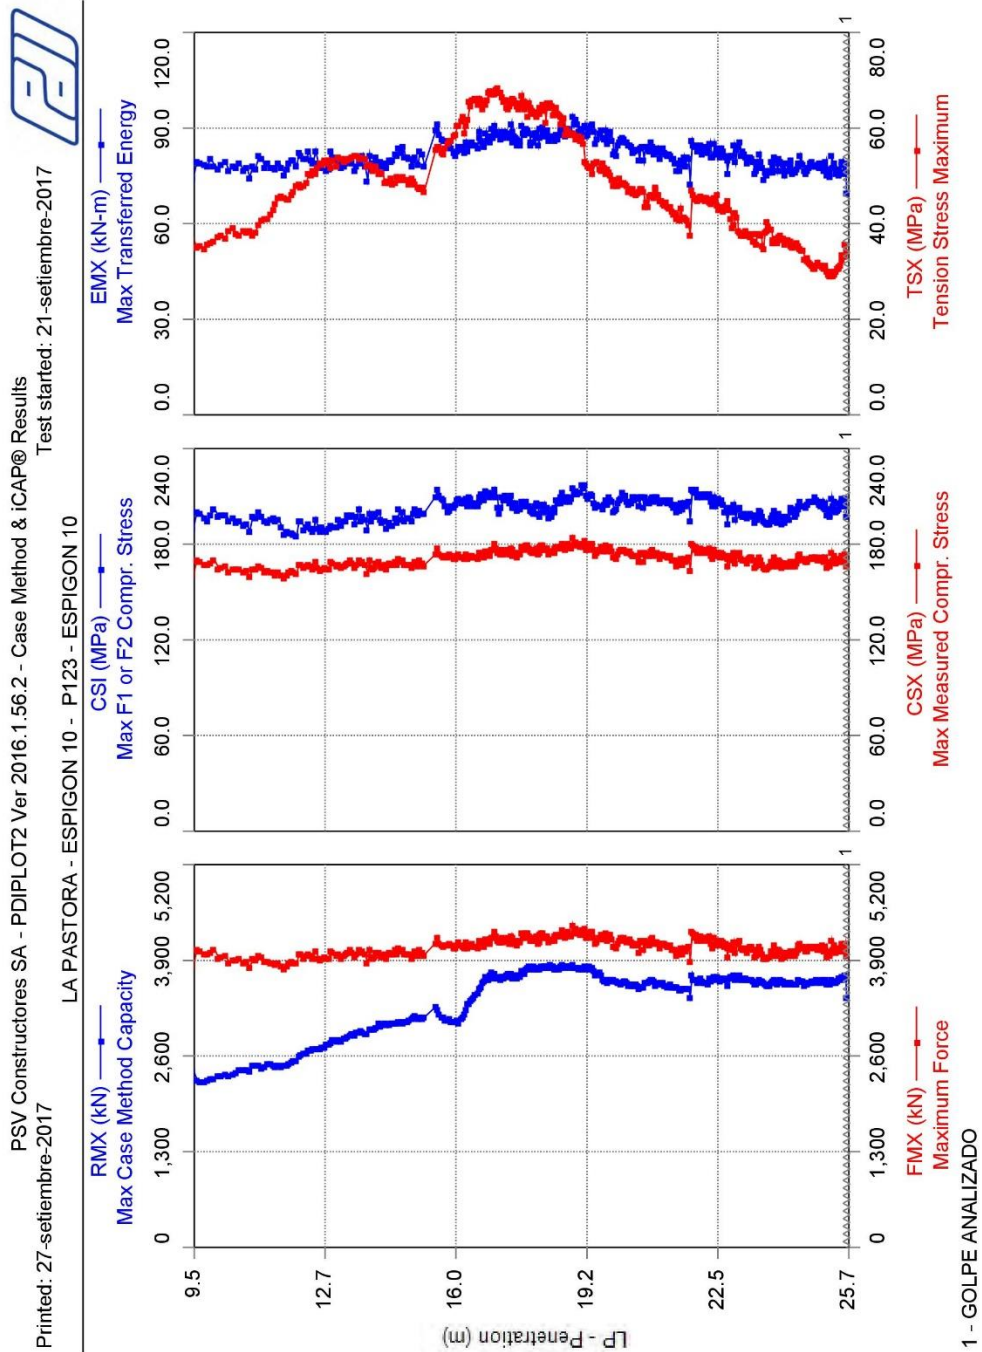 PSV Constructores SA - PDIPLOT2 Ver 2016.1.56.2 - Case Method & iCAP® Results
Printed: 27-setiembre-2017
Test started: 21-setiembre-2017
LA PASTORA - ESPIGON 10 - P123 - ESPIGON 10
RMX (kN)
Max Case Method Capacity
CSI (MPa)
Max F1 or F2 Compr. Stress
EMX (kN-m)
Max Transferred Energy
0 1,300 2,600 3,900 5,200
0.0 60.0 120.0 180.0 240.0
0.0 30.0 60.0 90.0 120.0
9.5
12.7
16.0
19.2
22.5
25.7
LP - Penetration (m)
1
1
1
0 1,300 2,600 3,900 5,200
0.0 60.0 120.0 180.0 240.0
0.0 20.0 40.0 60.0 80.0
FMX (kN)
Maximum Force
CSX (MPa)
Max Measured Compr. Stress
TSX (MPa)
Tension Stress Maximum
1 - GOLPE ANALIZADO